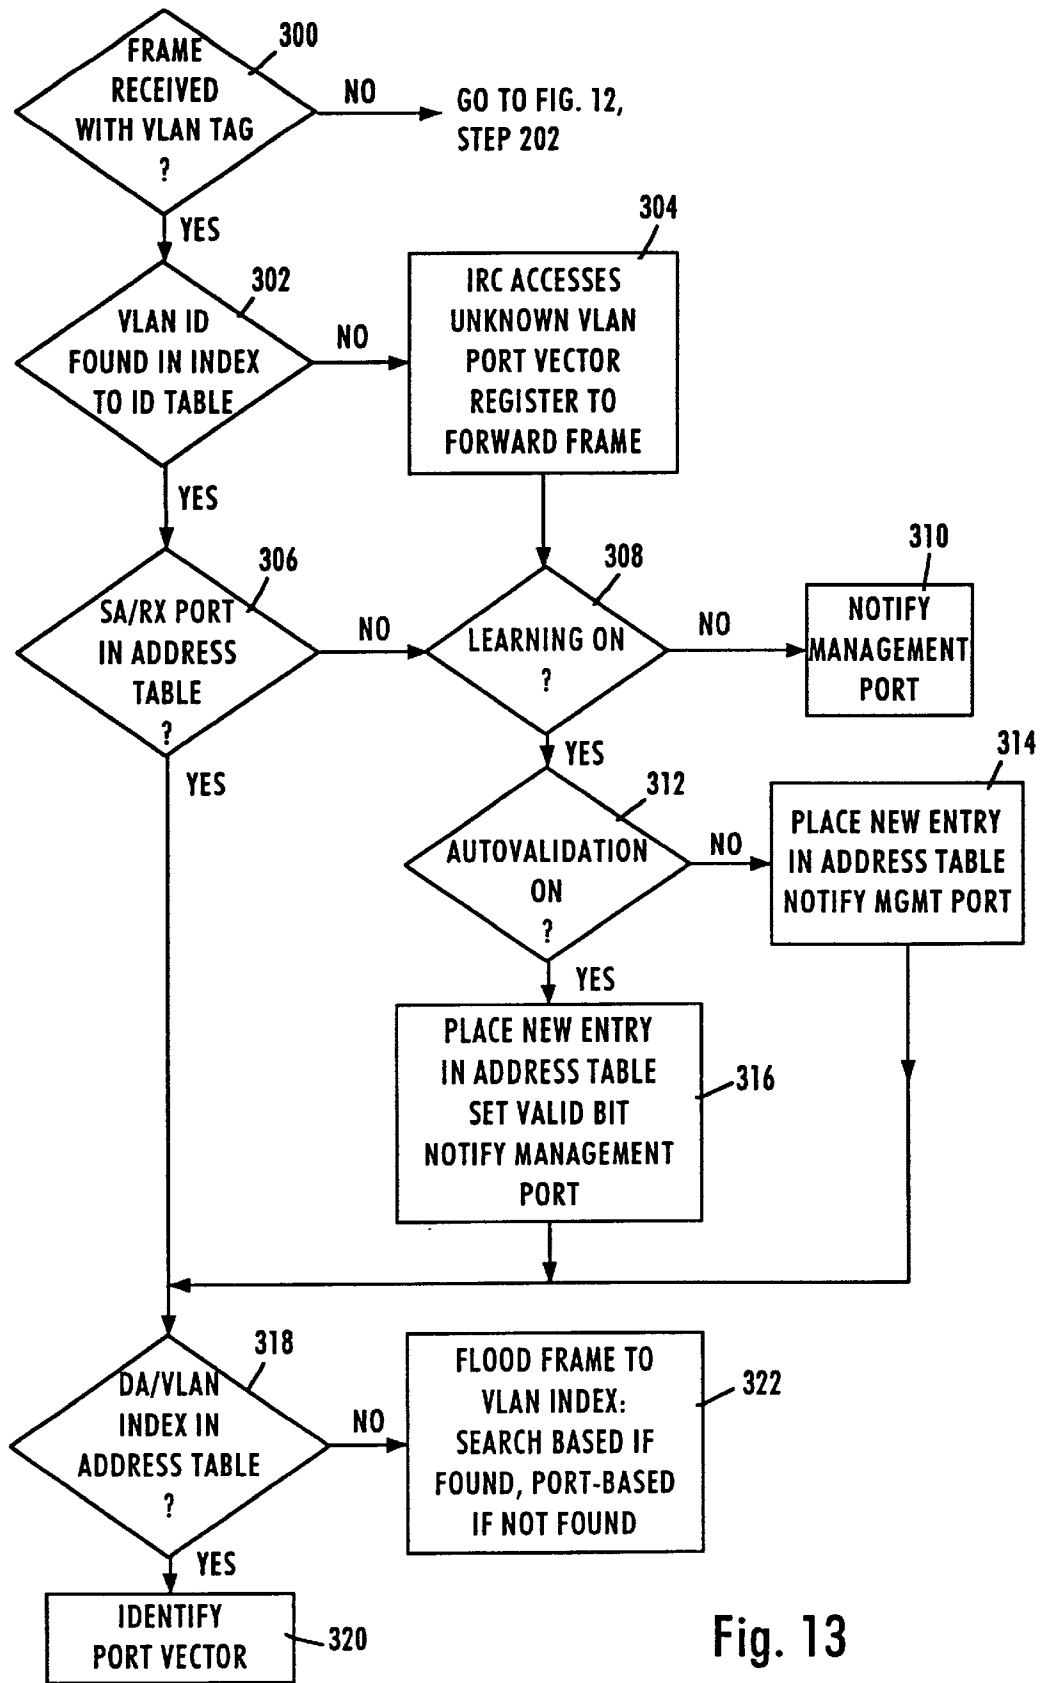 300
FRAME
RECEIVED
WITH VLAN TAG
?
NO
GO TO FIG. 12,
STEP 202
YES
302
VLAN ID
FOUND IN INDEX
TO ID TABLE
NO
304
IRC ACCESSES
UNKNOWN VLAN
PORT VECTOR
REGISTER TO
FORWARD FRAME
YES
306
SA/RX PORT
IN ADDRESS
TABLE
?
NO
308
LEARNING ON
?
NO
310
NOTIFY
MANAGEMENT
PORT
YES
YES
312
AUTOVALIDATION
ON
?
NO
314
PLACE NEW ENTRY
IN ADDRESS TABLE
NOTIFY MGMT PORT
YES
PLACE NEW ENTRY
IN ADDRESS TABLE
SET VALID BIT
NOTIFY MANAGEMENT
PORT
316
318
DA/VLAN
INDEX IN
ADDRESS TABLE
?
NO
FLOOD FRAME TO
VLAN INDEX:
SEARCH BASED IF
FOUND, PORT-BASED
IF NOT FOUND
322
YES
IDENTIFY
PORT VECTOR
320
Fig. 13